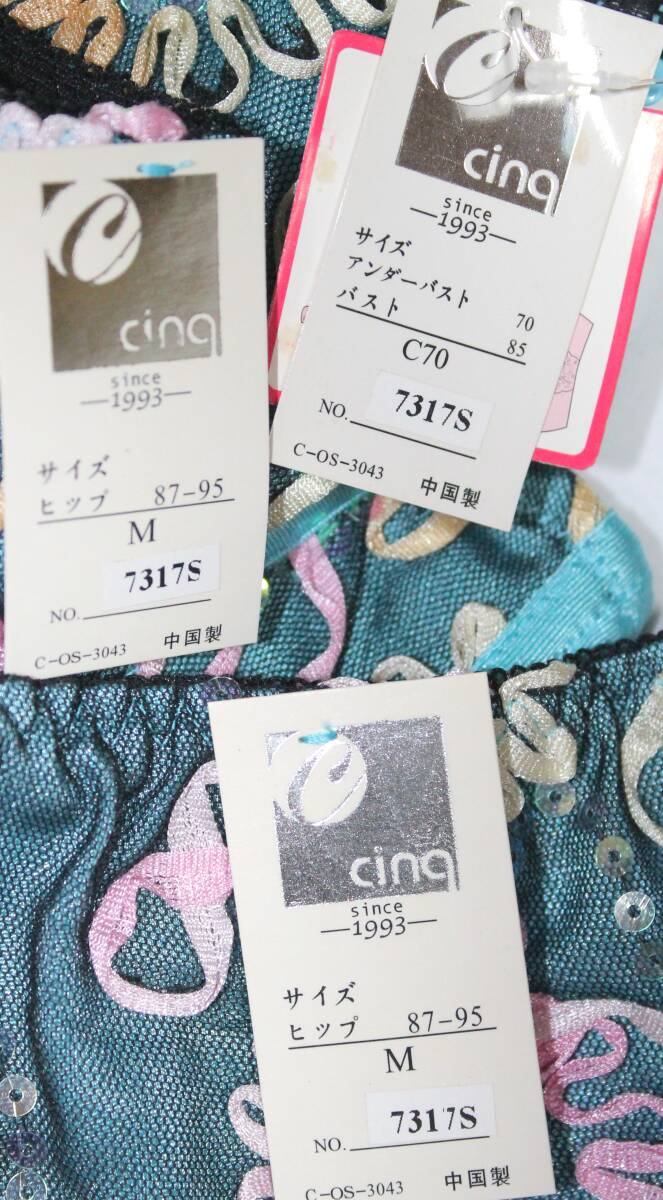 cinq
since
—1993—
サイズ
アンダーバスト 70
バスト 85
C70
NO. 7317S
C-OS-3043 中国製
cinq
since
—1993—
サイズ
ヒップ 87-95
M
NO. 7317S
C-OS-3043 中国製
cinq
since
—1993—
サイズ
ヒップ 87-95
M
NO. 7317S
C-OS-3043 中国製